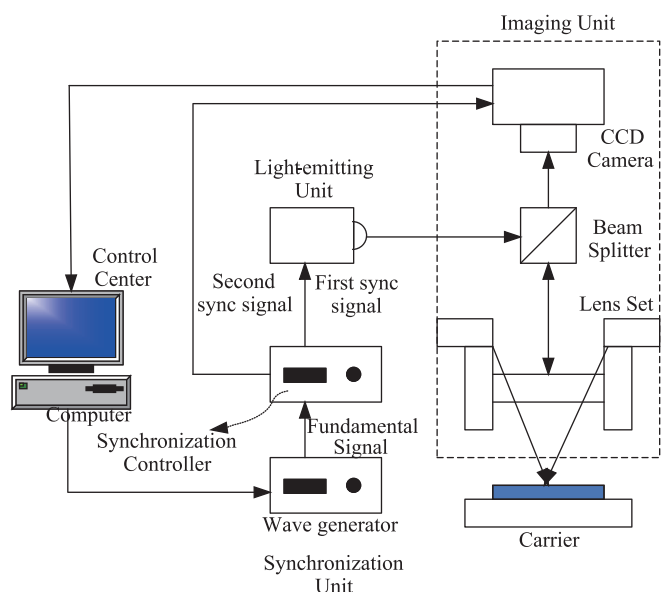 Imaging Unit
CCD
Camera
Light-emitting
Unit
Beam
Splitter
Control
Center
Second
sync signal
First sync
signal
Lens Set
Computer
Synchronization
Controller
Fundamental
Signal
Wave generator
Carrier
Synchronization
Unit